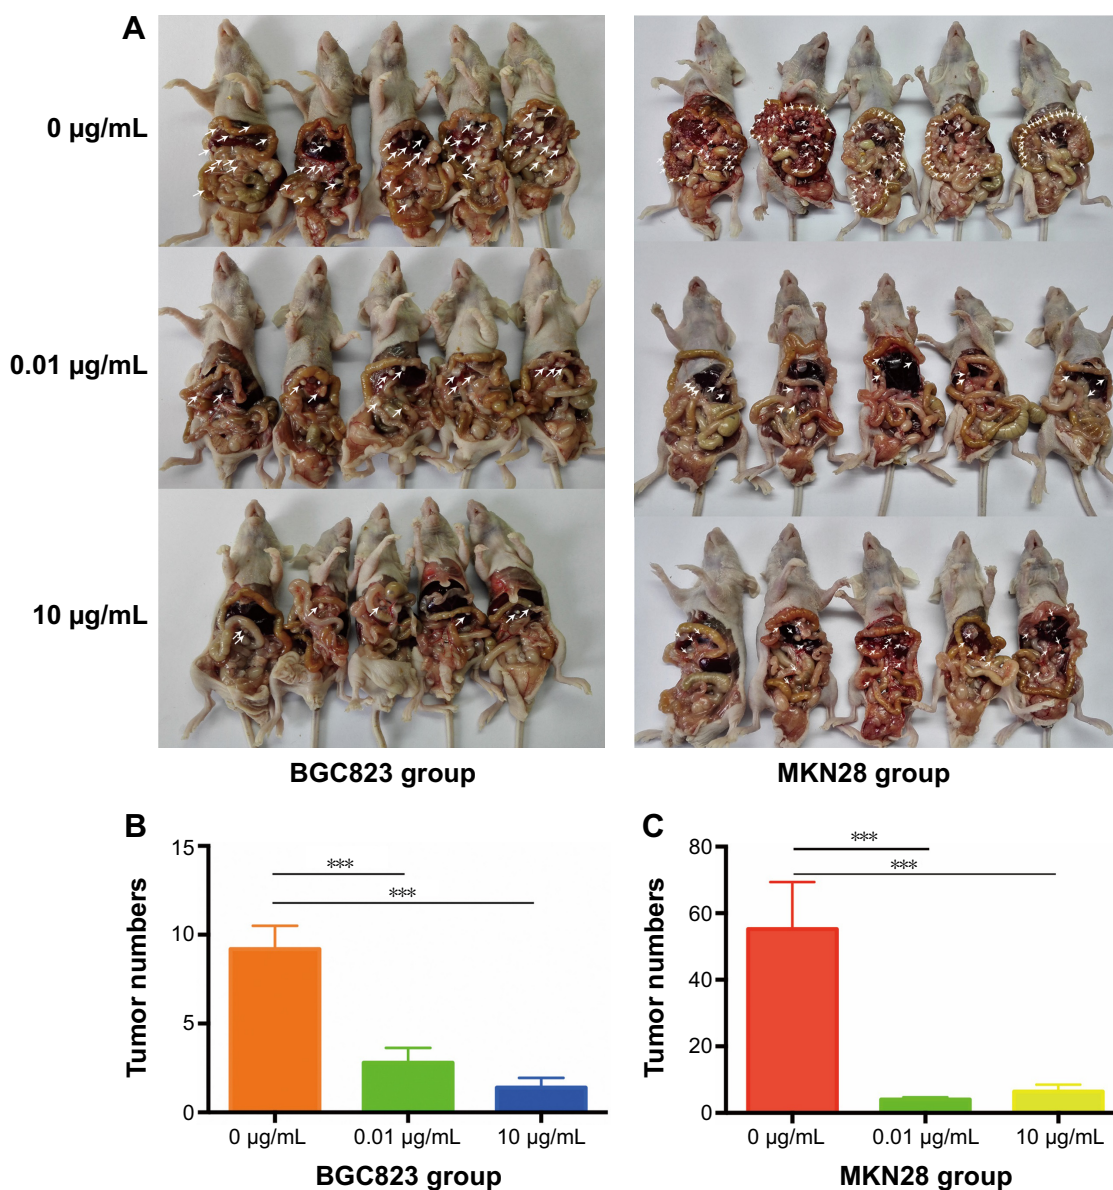 A
0 µg/mL
0.01 µg/mL
10 µg/mL
BGC823 group
MKN28 group
B
Tumor numbers
15
10
5
0
***
***
0 µg/mL
0.01 µg/mL
10 µg/mL
BGC823 group
C
Tumor numbers
80
60
40
20
0
***
***
0 µg/mL
0.01 µg/mL
10 µg/mL
MKN28 group